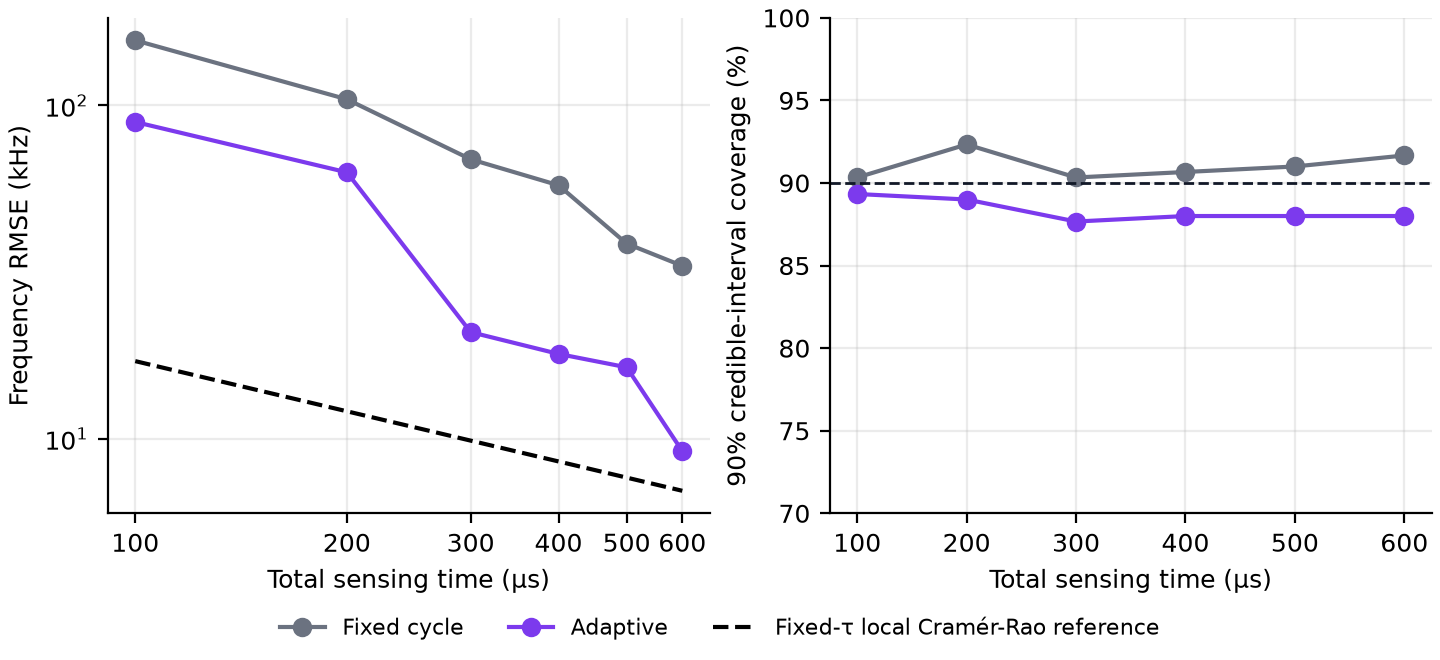 Frequency RMSE (kHz)
10²
10¹
100 200 300 400 500 600
Total sensing time (μs)
90% credible-interval coverage (%)
100
95
90
85
80
75
70
100 200 300 400 500 600
Total sensing time (μs)
Fixed cycle Adaptive Fixed-τ local Cramér-Rao reference